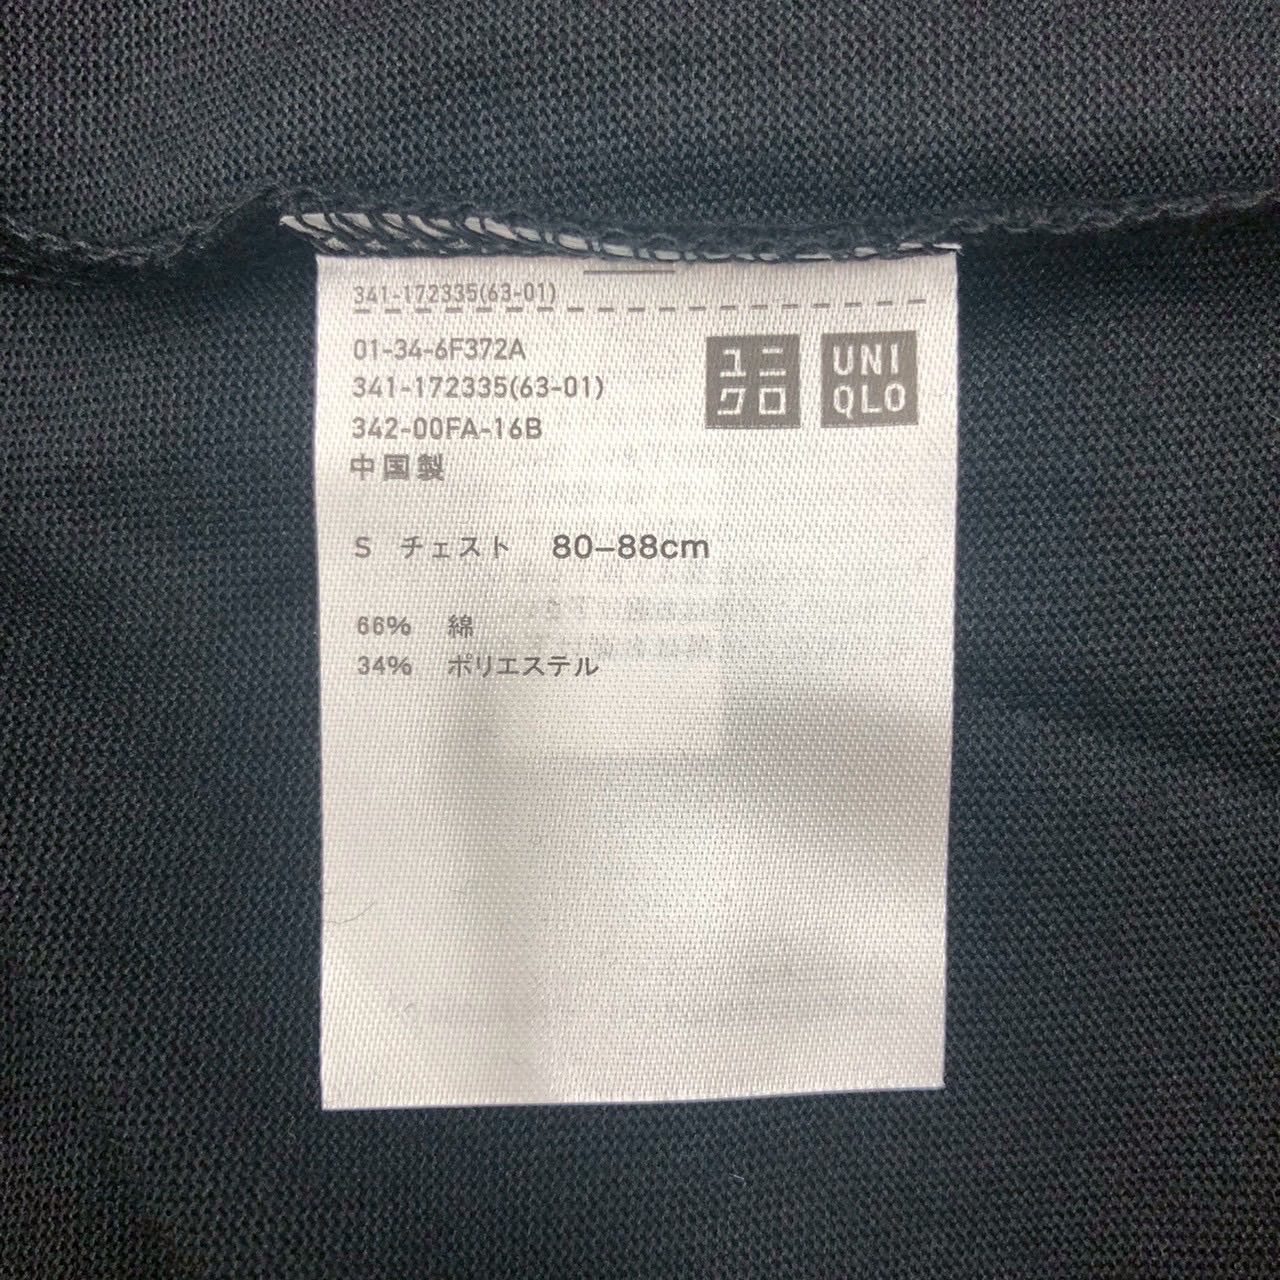 341-172335(63-01)
01-34-6F372A
341-172335(63-01)
342-00FA-16B
中国製
ユニ
クロ
UNI
QLO
S チェスト 80–88cm
66% 綿
34% ポリエステル